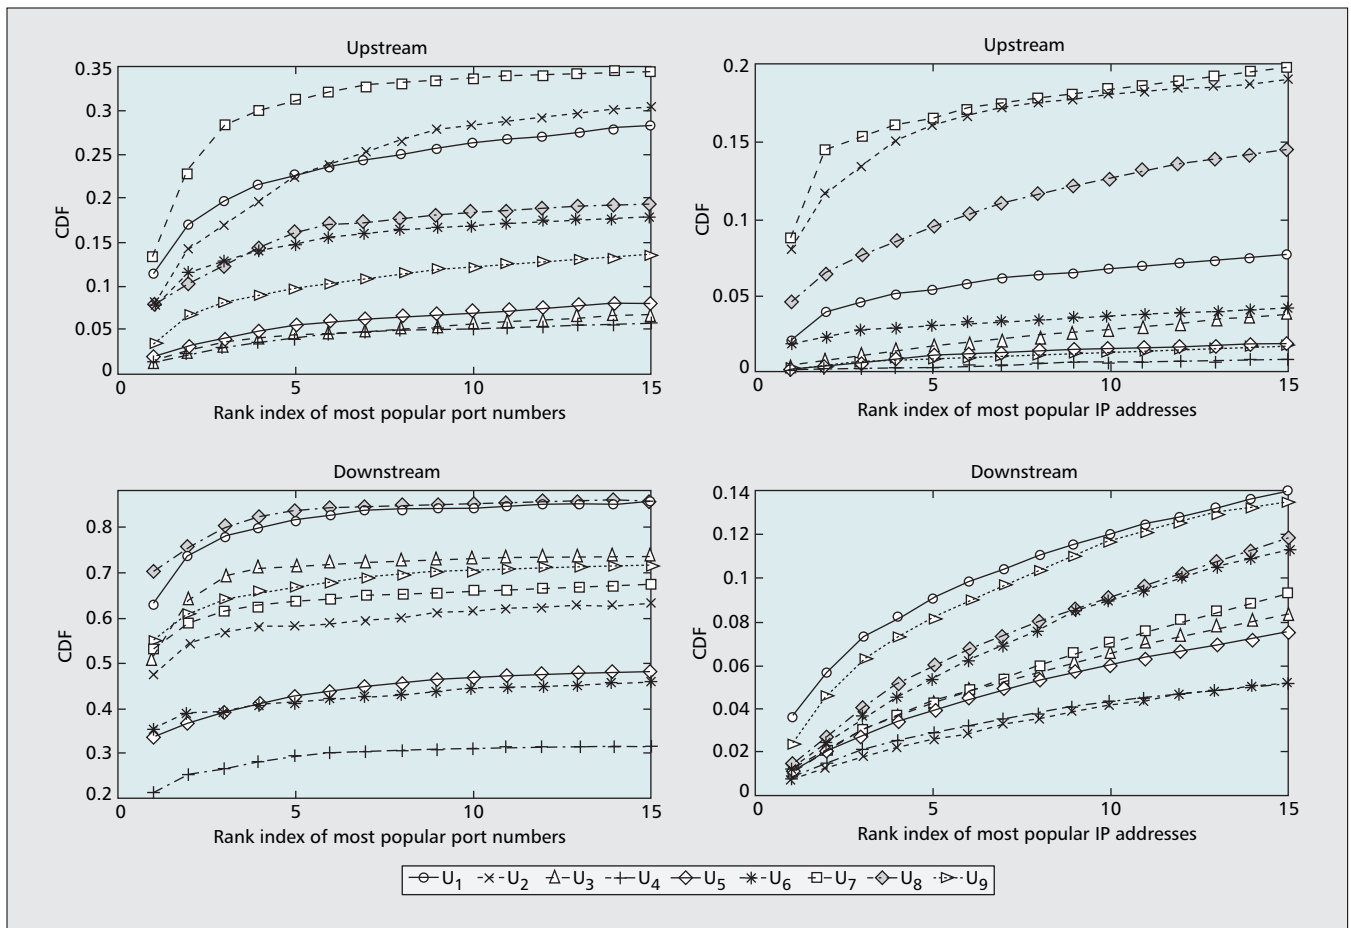 Upstream
0.35
0.3
0.25
0.2
0.15
0.1
0.05
0
CDF
0 5 10 15
Rank index of most popular port numbers
Upstream
0.2
0.15
0.1
0.05
0
CDF
0 5 10 15
Rank index of most popular IP addresses
Downstream
0.8
0.7
0.6
0.5
0.4
0.3
0.2
CDF
0 5 10 15
Rank index of most popular port numbers
Downstream
0.14
0.12
0.1
0.08
0.06
0.04
0.02
0
CDF
0 5 10 15
Rank index of most popular IP addresses
U1 U2 U3 U4 U5 U6 U7 U8 U9